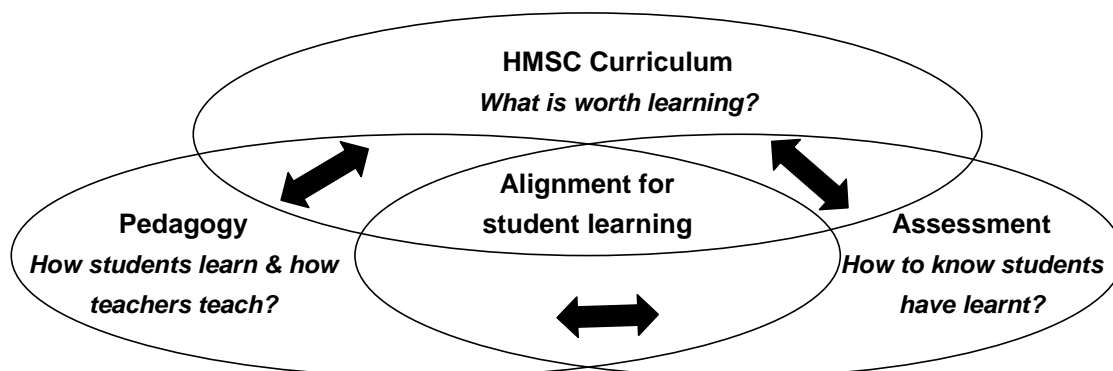 HMSC Curriculum
What is worth learning?
Alignment for
student learning
Pedagogy
How students learn & how
teachers teach?
Assessment
How to know students
have learnt?